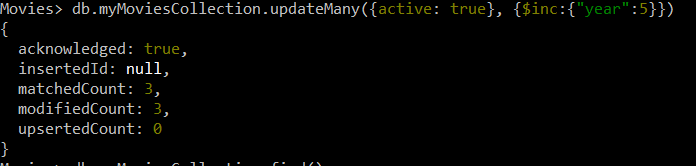 Movies> db.myMoviesCollection.updateMany({active: true}, {$inc:{"year":5}})
{
  acknowledged: true,
  insertedId: null,
  matchedCount: 3,
  modifiedCount: 3,
  upsertedCount: 0
}